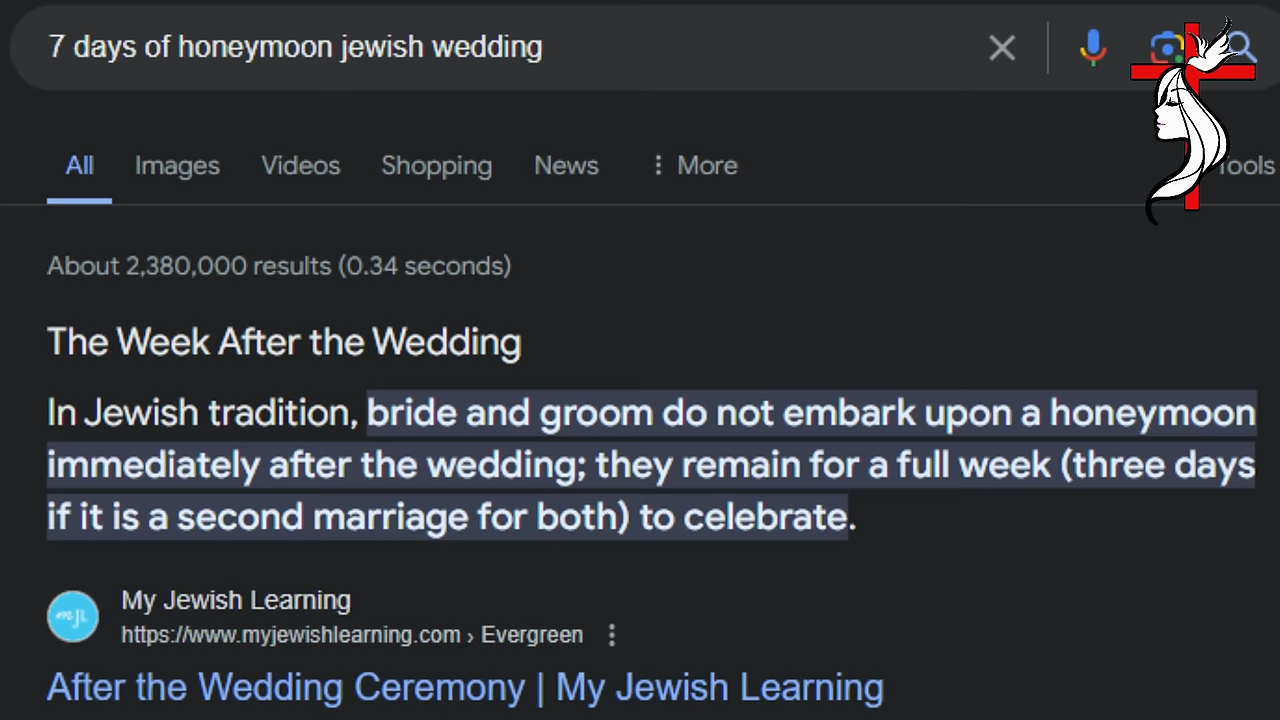 7 days of honeymoon jewish wedding
All Images Videos Shopping News More Tools
About 2,380,000 results (0.34 seconds)
The Week After the Wedding
In Jewish tradition, bride and groom do not embark upon a honeymoon
immediately after the wedding; they remain for a full week (three days
if it is a second marriage for both) to celebrate.
mJL
My Jewish Learning
https://www.myjewishlearning.com › Evergreen
After the Wedding Ceremony | My Jewish Learning